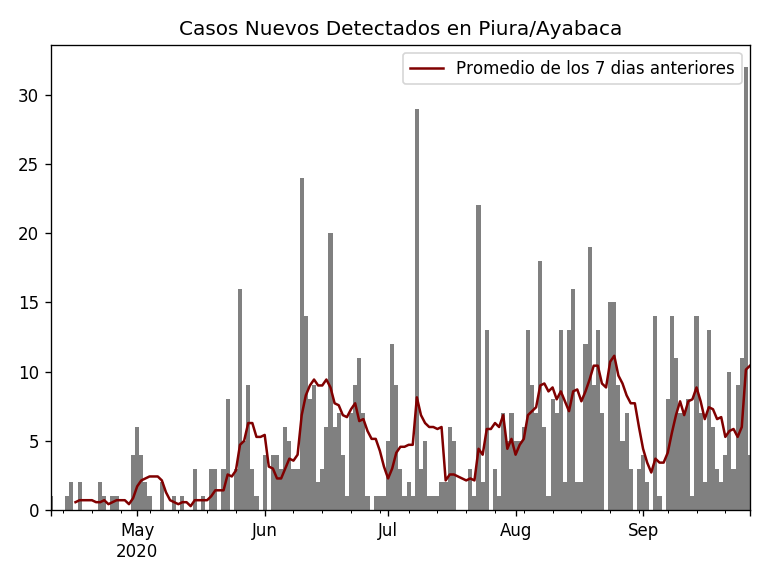 Casos Nuevos Detectados en Piura/Ayabaca
Promedio de los 7 dias anteriores
30
25
20
15
10
5
0
May Jun Jul Aug Sep
2020